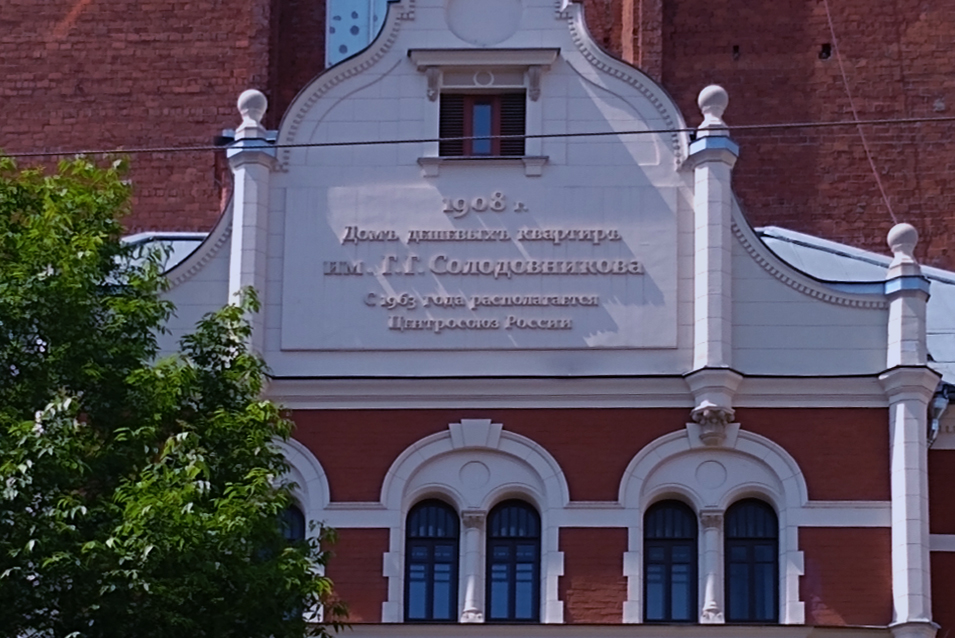 1908 г.
Домъ дешевыхъ квартиръ
им. Г.Г. Солодовникова
С 1963 года располагается
Центросоюз России